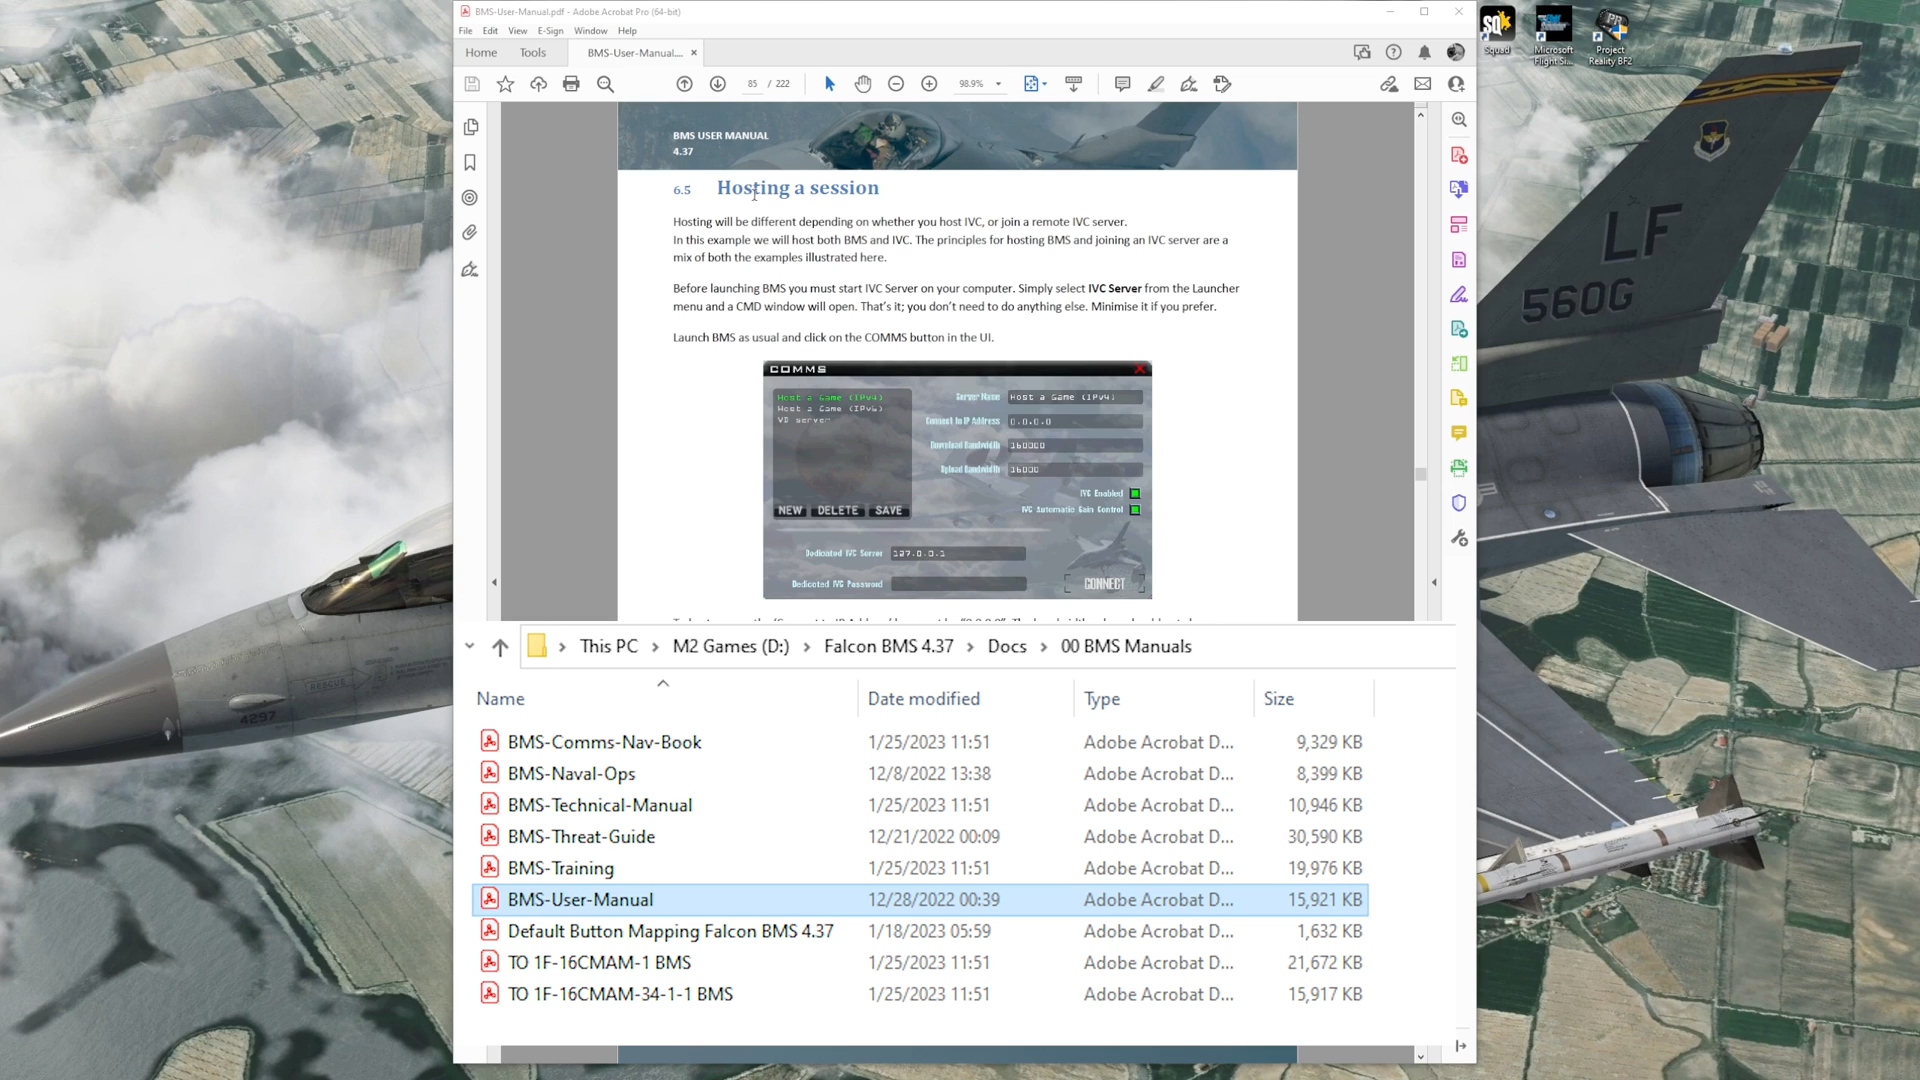 BMS-User-Manual.pdf - Adobe Acrobat Pro (64-bit)
File Edit View E-Sign Window Help
Home Tools BMS-User-Manual.... ×
85 / 222 98.9%
BMS USER MANUAL
4.37
6.5 Hosting a session
Hosting will be different depending on whether you host IVC, or join a remote IVC server.
In this example we will host both BMS and IVC. The principles for hosting BMS and joining an IVC server are a
mix of both the examples illustrated here.
Before launching BMS you must start IVC Server on your computer. Simply select IVC Server from the Launcher
menu and a CMD window will open. That's it; you don't need to do anything else. Minimise it if you prefer.
Launch BMS as usual and click on the COMMS button in the UI.
COMMS
Host a Game (IPv4)
Host a Game (IPv6)
VD server
Server Name Host a Game (IPv4)
Connect to IP Address 0.0.0.0
Download Bandwidth 160000
Upload Bandwidth 16000
IVC Enabled
IVC Automatic Gain Control
NEW DELETE SAVE
Dedicated IVC Server 127.0.0.1
Dedicated IVC Password
CONNECT
This PC > M2 Games (D:) > Falcon BMS 4.37 > Docs > 00 BMS Manuals
Name Date modified Type Size
BMS-Comms-Nav-Book 1/25/2023 11:51 Adobe Acrobat D... 9,329 KB
BMS-Naval-Ops 12/8/2022 13:38 Adobe Acrobat D... 8,399 KB
BMS-Technical-Manual 1/25/2023 11:51 Adobe Acrobat D... 10,946 KB
BMS-Threat-Guide 12/21/2022 00:09 Adobe Acrobat D... 30,590 KB
BMS-Training 1/25/2023 11:51 Adobe Acrobat D... 19,976 KB
BMS-User-Manual 12/28/2022 00:39 Adobe Acrobat D... 15,921 KB
Default Button Mapping Falcon BMS 4.37 1/18/2023 05:59 Adobe Acrobat D... 1,632 KB
TO 1F-16CMAM-1 BMS 1/25/2023 11:51 Adobe Acrobat D... 21,672 KB
TO 1F-16CMAM-34-1-1 BMS 1/25/2023 11:51 Adobe Acrobat D... 15,917 KB
SQ
Squad
Microsoft
Flight Si...
PR
Project
Reality BF2
LF
560G
RESCUE
4297